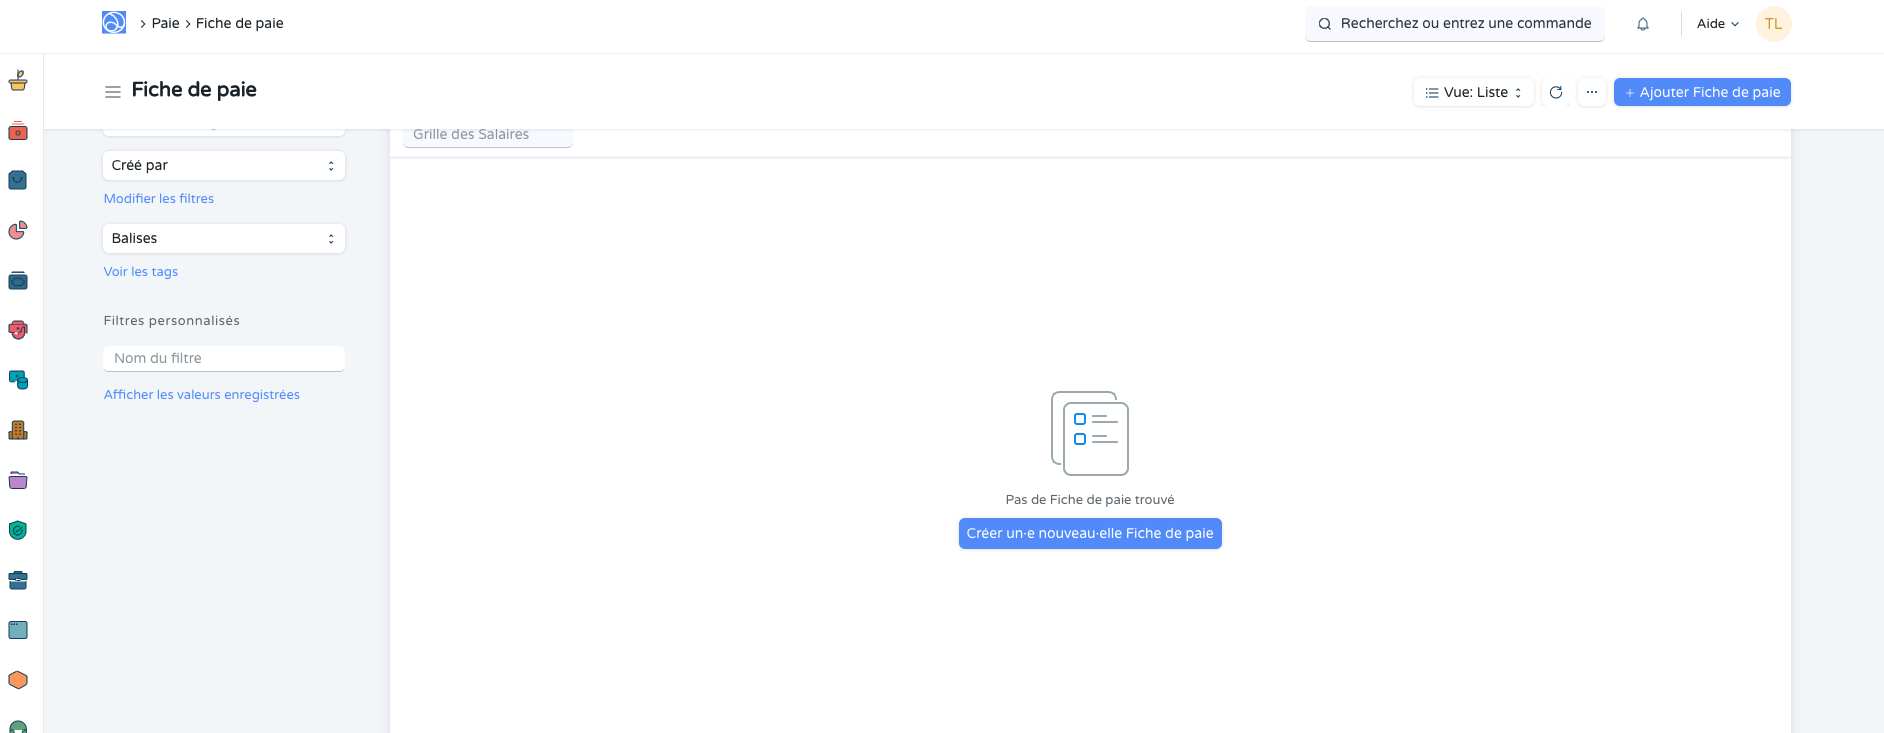 Paie Fiche de paie
Recherchez ou entrez une commande
Aide
TL
Fiche de paie
Vue: Liste
...
+ Ajouter Fiche de paie
Grille des Salaires
Créé par
Modifier les filtres
Balises
Voir les tags
Filtres personnalisés
Nom du filtre
Afficher les valeurs enregistrées
Pas de Fiche de paie trouvé
Créer un·e nouveau·elle Fiche de paie